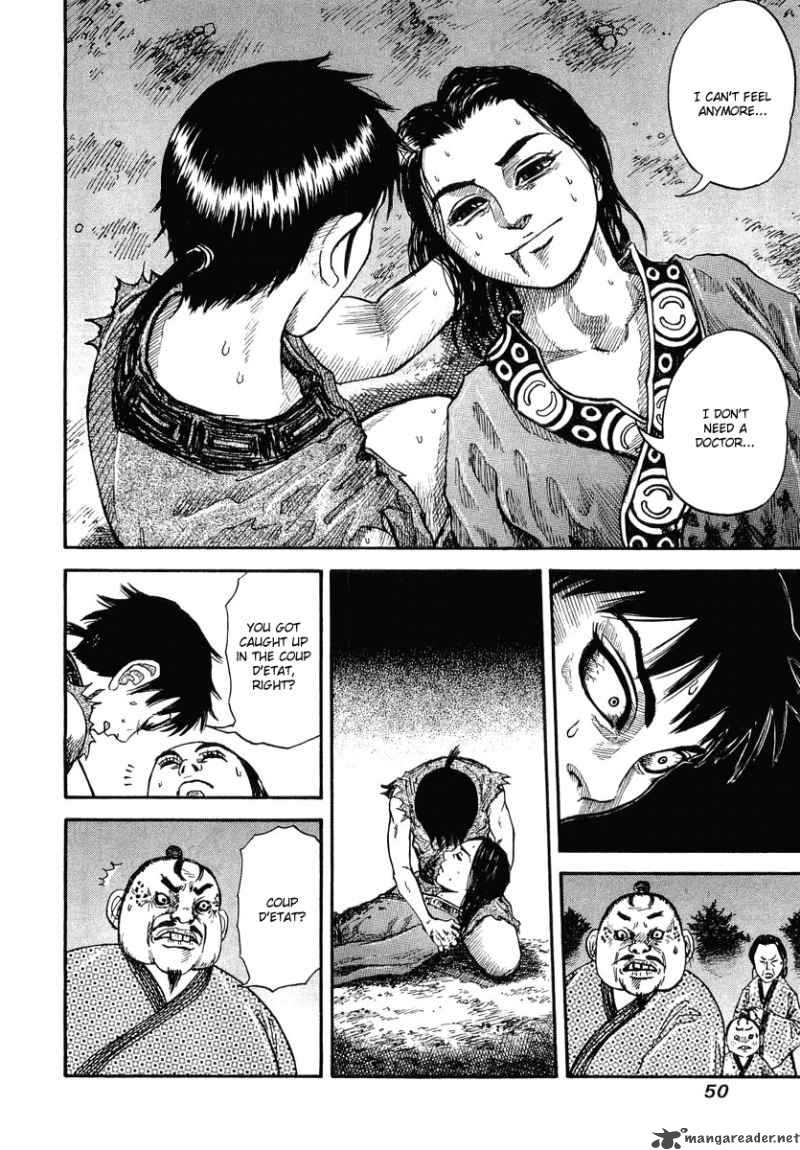 I CAN'T FEEL
ANYMORE...
I DON'T
NEED A
DOCTOR...
YOU GOT
CAUGHT UP
IN THE COUP
D'ETAT,
RIGHT?
COUP
D'ETAT?
50
mangareader.net